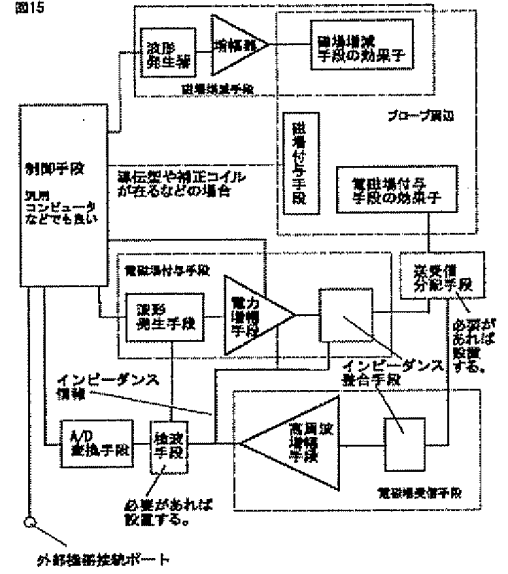 図15
波形
発生器
増幅器
磁場増減
手段の効果子
磁場増減手段
プローブ周辺
磁場付与手段
制御手段
汎用
コンピュータ
などでも良い
導伝型や補正コイル
が在るなどの場合
電磁場付与
手段の効果子
電磁場付与手段
送受信
分配手段
波形
発生手段
電力
増幅
手段
必要が
あれば
設置
する。
インピーダンス
整合手段
インピーダンス
情報
高周波
増幅
手段
A/D
変換手段
検波
手段
電磁場受信手段
必要があれば
設置する。
外部機器接続ポート